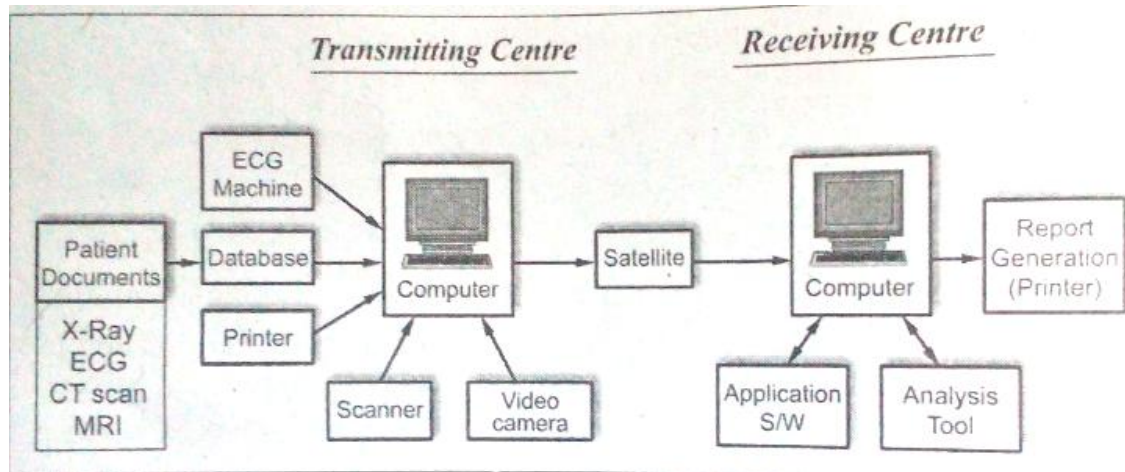 Transmitting Centre
Receiving Centre
ECG
Machine
Patient
Documents
X-Ray
ECG
CT scan
MRI
Database
Printer
Scanner
Video
camera
Computer
Satellite
Computer
Application
S/W
Analysis
Tool
Report
Generation
(Printer)